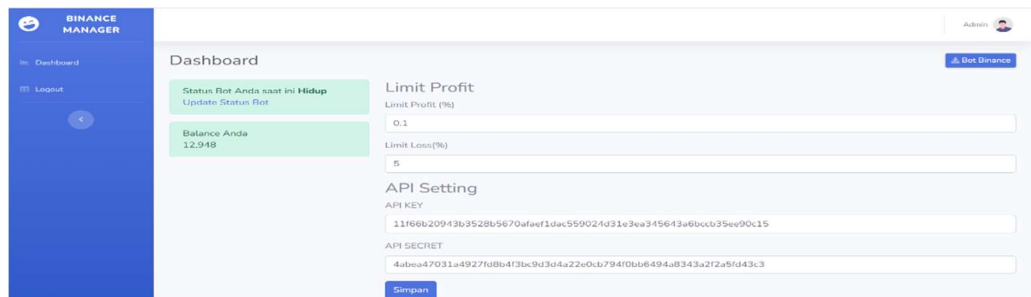 BINANCE
MANAGER
Admin
Dashboard
Logout
Dashboard
Bot Binance
Status Bot Anda saat ini Hidup
Update Status Bot
Balance Anda
12,948
Limit Profit
Limit Profit (%)
0.1
Limit Loss(%)
5
API Setting
API KEY
11f66b20943b3528b5670afaef1dac559024d31e3ea345643a6bccb35ee90c15
API SECRET
4abea47031a4927fd8b4f3bc9d3d4a22e0cb794f0bb6494a8343a2f2a5fd43c3
Simpan